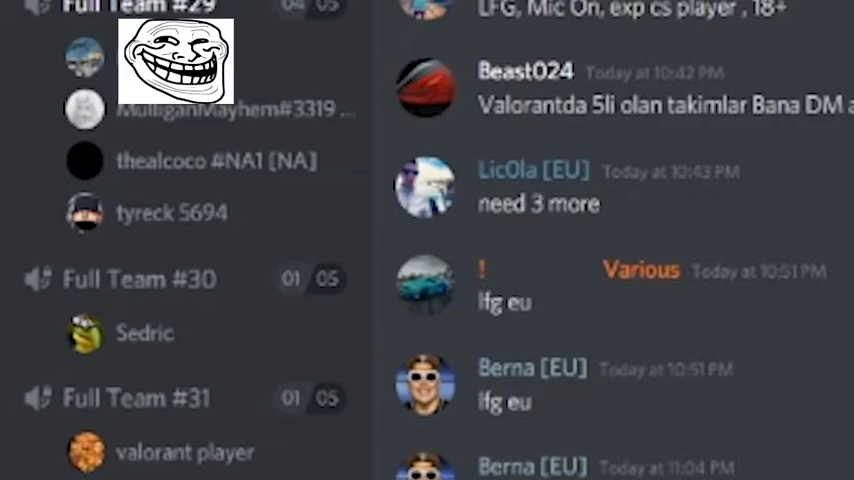 Full Team #29
04 05
MulliganMayhem#3319 ...
thealcoco #NA1 [NA]
tyreck 5694
Full Team #30
01 05
Sedric
Full Team #31
01 05
valorant player
LFG, Mic On, exp cs player , 18+
Beast024 Today at 10:42 PM
Valorantda 5li olan takimlar Bana DM a
Lic0la [EU] Today at 10:43 PM
need 3 more
! Various Today at 10:51 PM
lfg eu
Berna [EU] Today at 10:51 PM
lfg eu
Berna [EU] Today at 11:04 PM